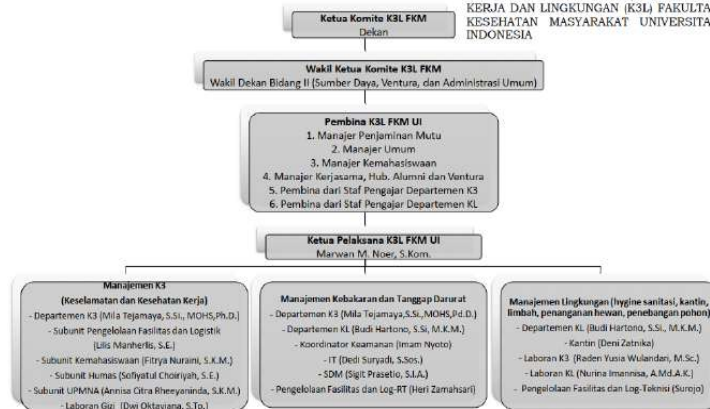 KERJA DAN LINGKUNGAN (K3L) FAKULTA
KESEHATAN MASYARAKAT UNIVERSITA
INDONESIA
Ketua Komite K3L FKM
Dekan
Wakil Ketua Komite K3L FKM
Wakil Dekan Bidang II (Sumber Daya, Ventura, dan Administrasi Umum)
Pembina K3L FKM UI
1. Manajer Penjaminan Mutu
2. Manajer Umum
3. Manajer Kemahasiswaan
4. Manajer Kerjasama, Hub. Alumni dan Ventura
5. Pembina dari Staf Pengajar Departemen K3
6. Pembina dari Staf Pengajar Departemen KL
Ketua Pelaksana K3L FKM UI
Marwan M. Noer, S.Kom.
Manajemen K3
(Keselamatan dan Kesehatan Kerja)
- Departemen K3 (Mila Tejamaya, S.Si., MOHS,Ph.D.)
- Subunit Pengelolaan Fasilitas dan Logistik
(Lilis Manherlis, S.E.)
- Subunit Kemahasiswaan (Fitrya Nuraini, S.K.M.)
- Subunit Humas (Sofiyatul Choiriyah, S.E.)
- Subunit UPMNA (Annisa Citra Rheeyaninda, S.K.M.)
- Laboran Gizi (Dwi Oktaviana, S.Tp.)
Manajemen Kebakaran dan Tanggap Darurat
- Departemen K3 (Mila Tejamaya,S.Si.,MOHS,Pd.D.)
- Departemen KL (Budi Hartono, S.Si, M.K.M.)
- Koordinator Keamanan (Imam Nyoto)
- IT (Dedi Suryadi, S.Sos.)
- SDM (Sigit Prasetio, S.I.A.)
- Pengelolaan Fasilitas dan Log-RT (Heri Zamahsari)
Manajemen Lingkungan (hygine sanitasi, kantin,
limbah, penanganan hewan, penebangan pohon)
- Departemen KL (Budi Hartono, S.Si., M.K.M.)
- Kantin (Deni Zatnika)
- Laboran K3 (Raden Yusia Wulandari, M.Sc.)
- Laboran KL (Nurina Imannisa, A.Md.A.K.)
- Pengelolaan Fasilitas dan Log-Teknisi (Surojo)